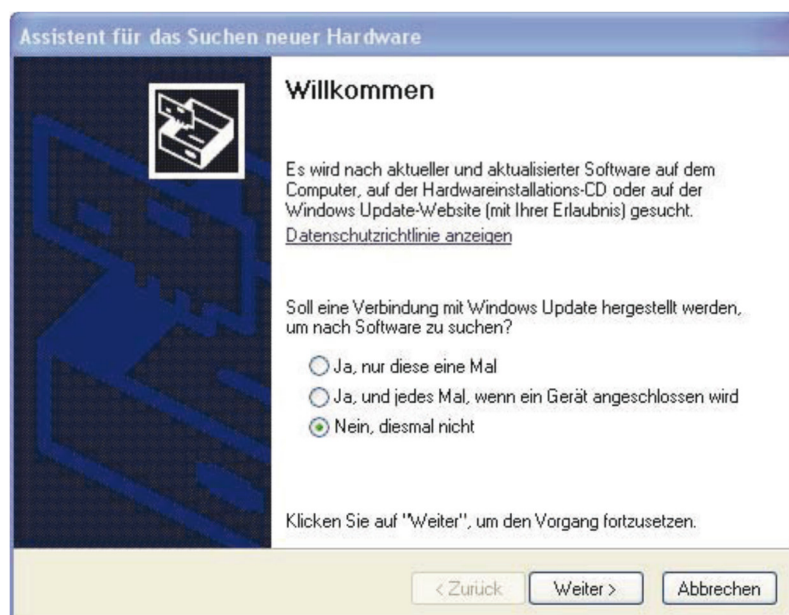 Assistent für das Suchen neuer Hardware
Willkommen
Es wird nach aktueller und aktualisierter Software auf dem
Computer, auf der Hardwareinstallations-CD oder auf der
Windows Update-Website (mit Ihrer Erlaubnis) gesucht.
Datenschutzrichtlinie anzeigen
Soll eine Verbindung mit Windows Update hergestellt werden,
um nach Software zu suchen?
Ja, nur diese eine Mal
Ja, und jedes Mal, wenn ein Gerät angeschlossen wird
Nein, diesmal nicht
Klicken Sie auf "Weiter", um den Vorgang fortzusetzen.
< Zurück Weiter > Abbrechen